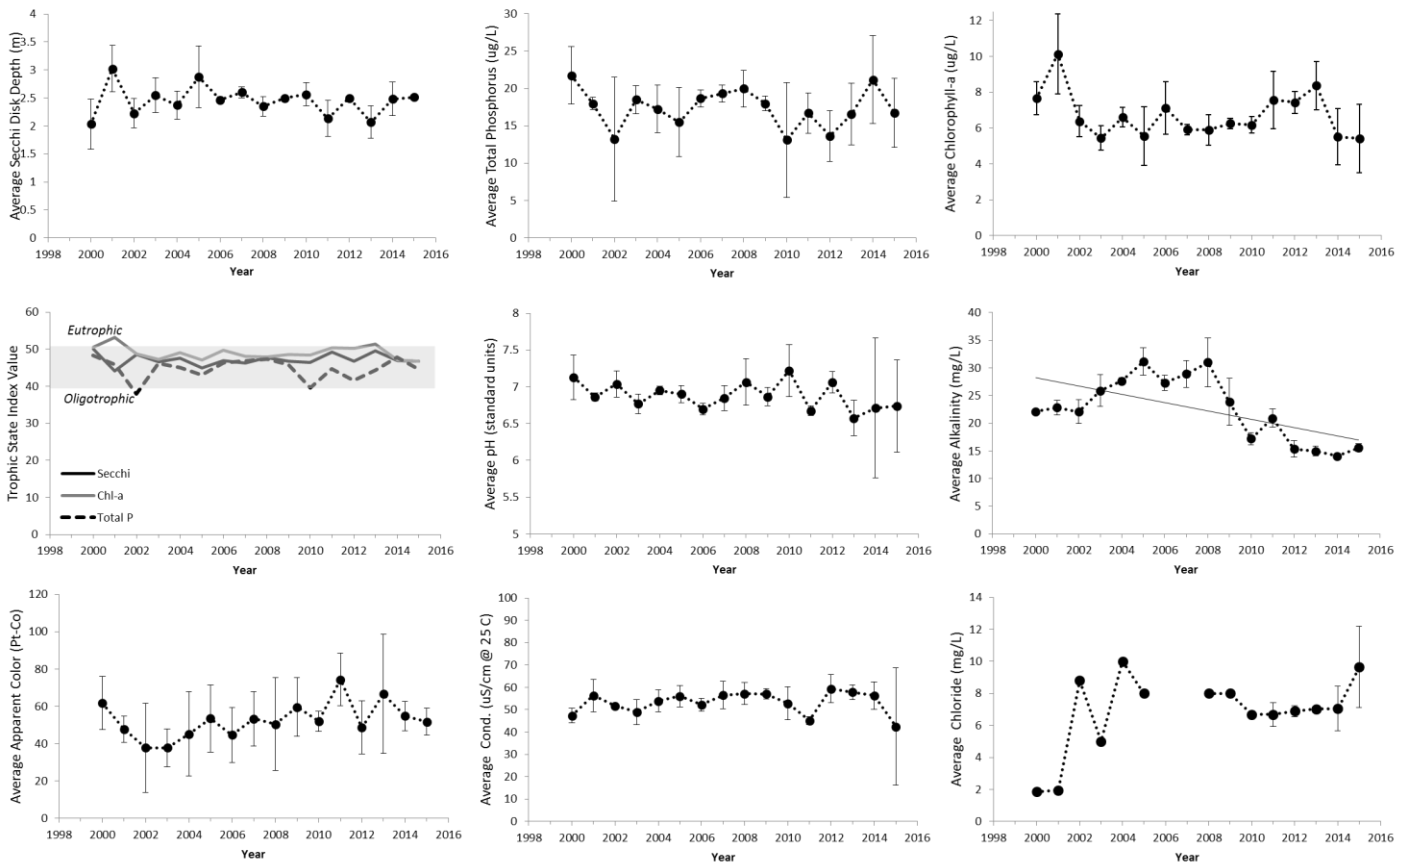 Average Secchi Disk Depth (m)
4
3.5
3
2.5
2
1.5
1
0.5
0
1998 2000 2002 2004 2006 2008 2010 2012 2014 2016
Year
Average Total Phosphorus (ug/L)
30
25
20
15
10
5
0
1998 2000 2002 2004 2006 2008 2010 2012 2014 2016
Year
Average Chlorophyll-a (ug/L)
12
10
8
6
4
2
0
1998 2000 2002 2004 2006 2008 2010 2012 2014 2016
Year
Trophic State Index Value
60
50
40
30
20
10
0
Eutrophic
Oligotrophic
Secchi
Chl-a
Total P
1998 2000 2002 2004 2006 2008 2010 2012 2014 2016
Year
Average pH (standard units)
8
7.5
7
6.5
6
5.5
5
1998 2000 2002 2004 2006 2008 2010 2012 2014 2016
Year
Average Alkalinity (mg/L)
40
35
30
25
20
15
10
5
0
1998 2000 2002 2004 2006 2008 2010 2012 2014 2016
Year
Average Apparent Color (Pt-Co)
120
100
80
60
40
20
0
1998 2000 2002 2004 2006 2008 2010 2012 2014 2016
Year
Average Cond. (uS/cm @ 25 C)
100
90
80
70
60
50
40
30
20
10
0
1998 2000 2002 2004 2006 2008 2010 2012 2014 2016
Year
Average Chloride (mg/L)
14
12
10
8
6
4
2
0
1998 2000 2002 2004 2006 2008 2010 2012 2014 2016
Year